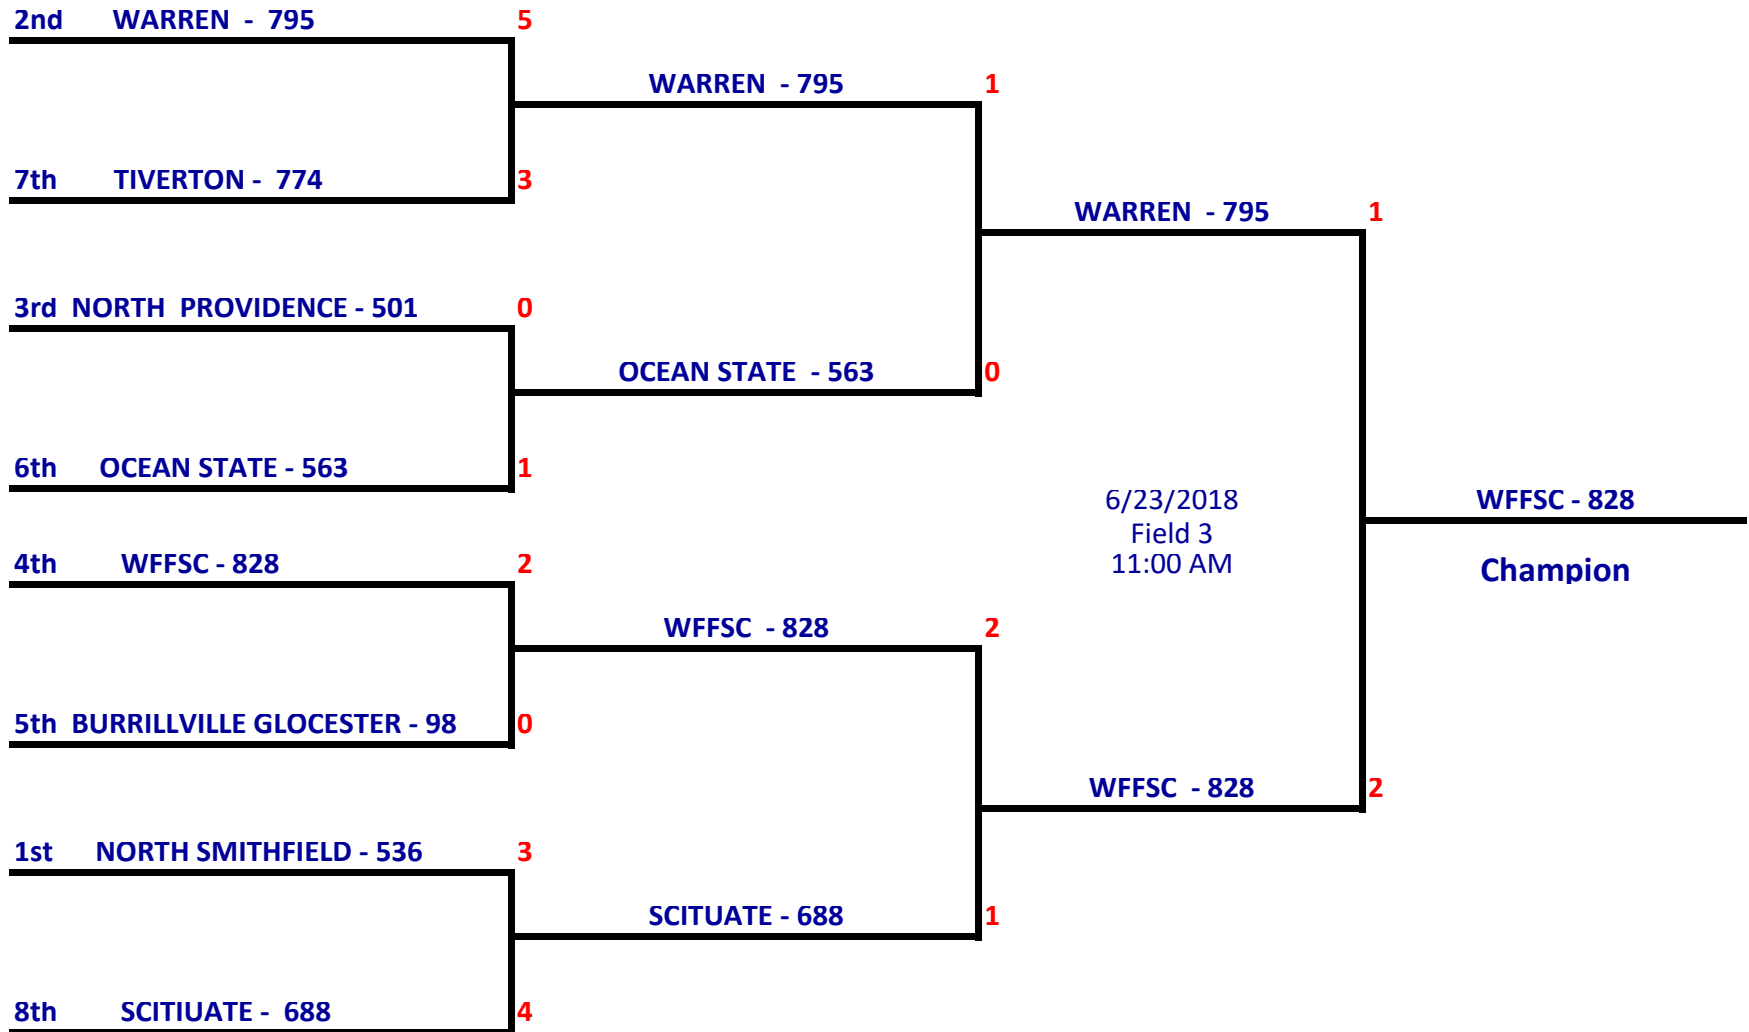 2nd WARREN - 795 5
WARREN - 795 1
7th TIVERTON - 774 3
WARREN - 795 1
3rd NORTH PROVIDENCE - 501 0
OCEAN STATE - 563 0
6th OCEAN STATE - 563 1
6/23/2018
Field 3
11:00 AM
WFFSC - 828
Champion
4th WFFSC - 828 2
WFFSC - 828 2
5th BURRILLVILLE GLOCESTER - 98 0
WFFSC - 828 2
1st NORTH SMITHFIELD - 536 3
SCITUATE - 688 1
8th SCITIUATE - 688 4